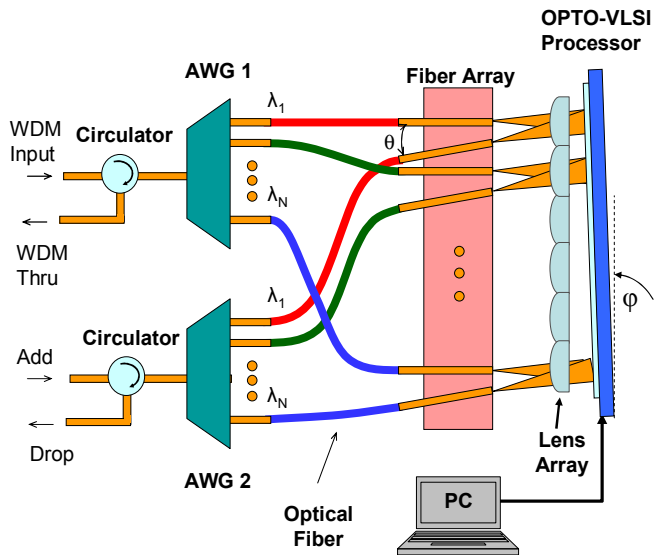 OPTO-VLSI
Processor
AWG 1
Fiber Array
λ1
WDM
Input
Circulator
θ
λN
WDM
Thru
φ
λ1
Circulator
Add
λN
Drop
Lens
Array
AWG 2
PC
Optical
Fiber